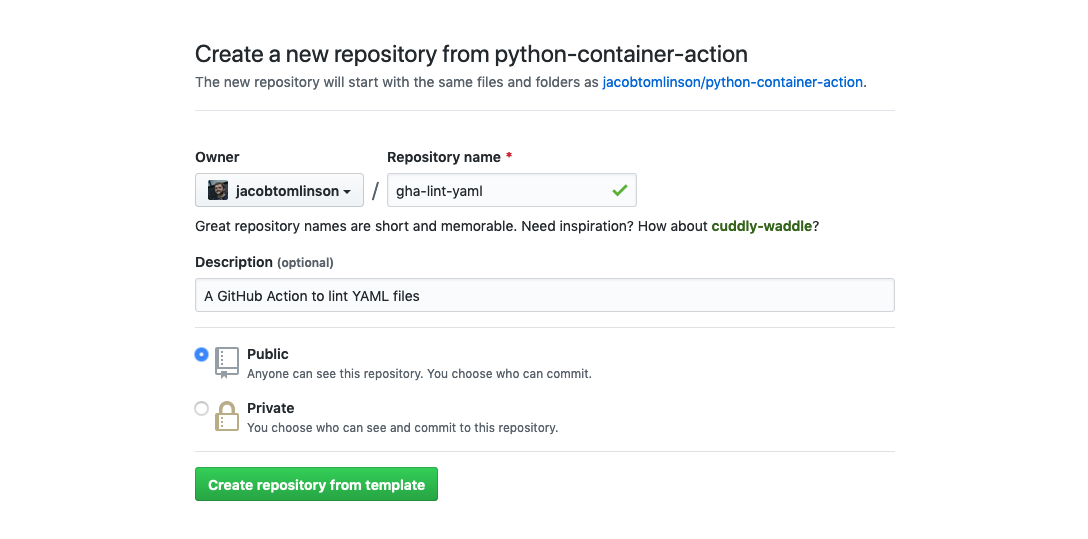 Create a new repository from python-container-action
The new repository will start with the same files and folders as jacobtomlinson/python-container-action.
Owner
Repository name *
jacobtomlinson / gha-lint-yaml
Great repository names are short and memorable. Need inspiration? How about cuddly-waddle?
Description (optional)
A GitHub Action to lint YAML files
Public
Anyone can see this repository. You choose who can commit.
Private
You choose who can see and commit to this repository.
Create repository from template